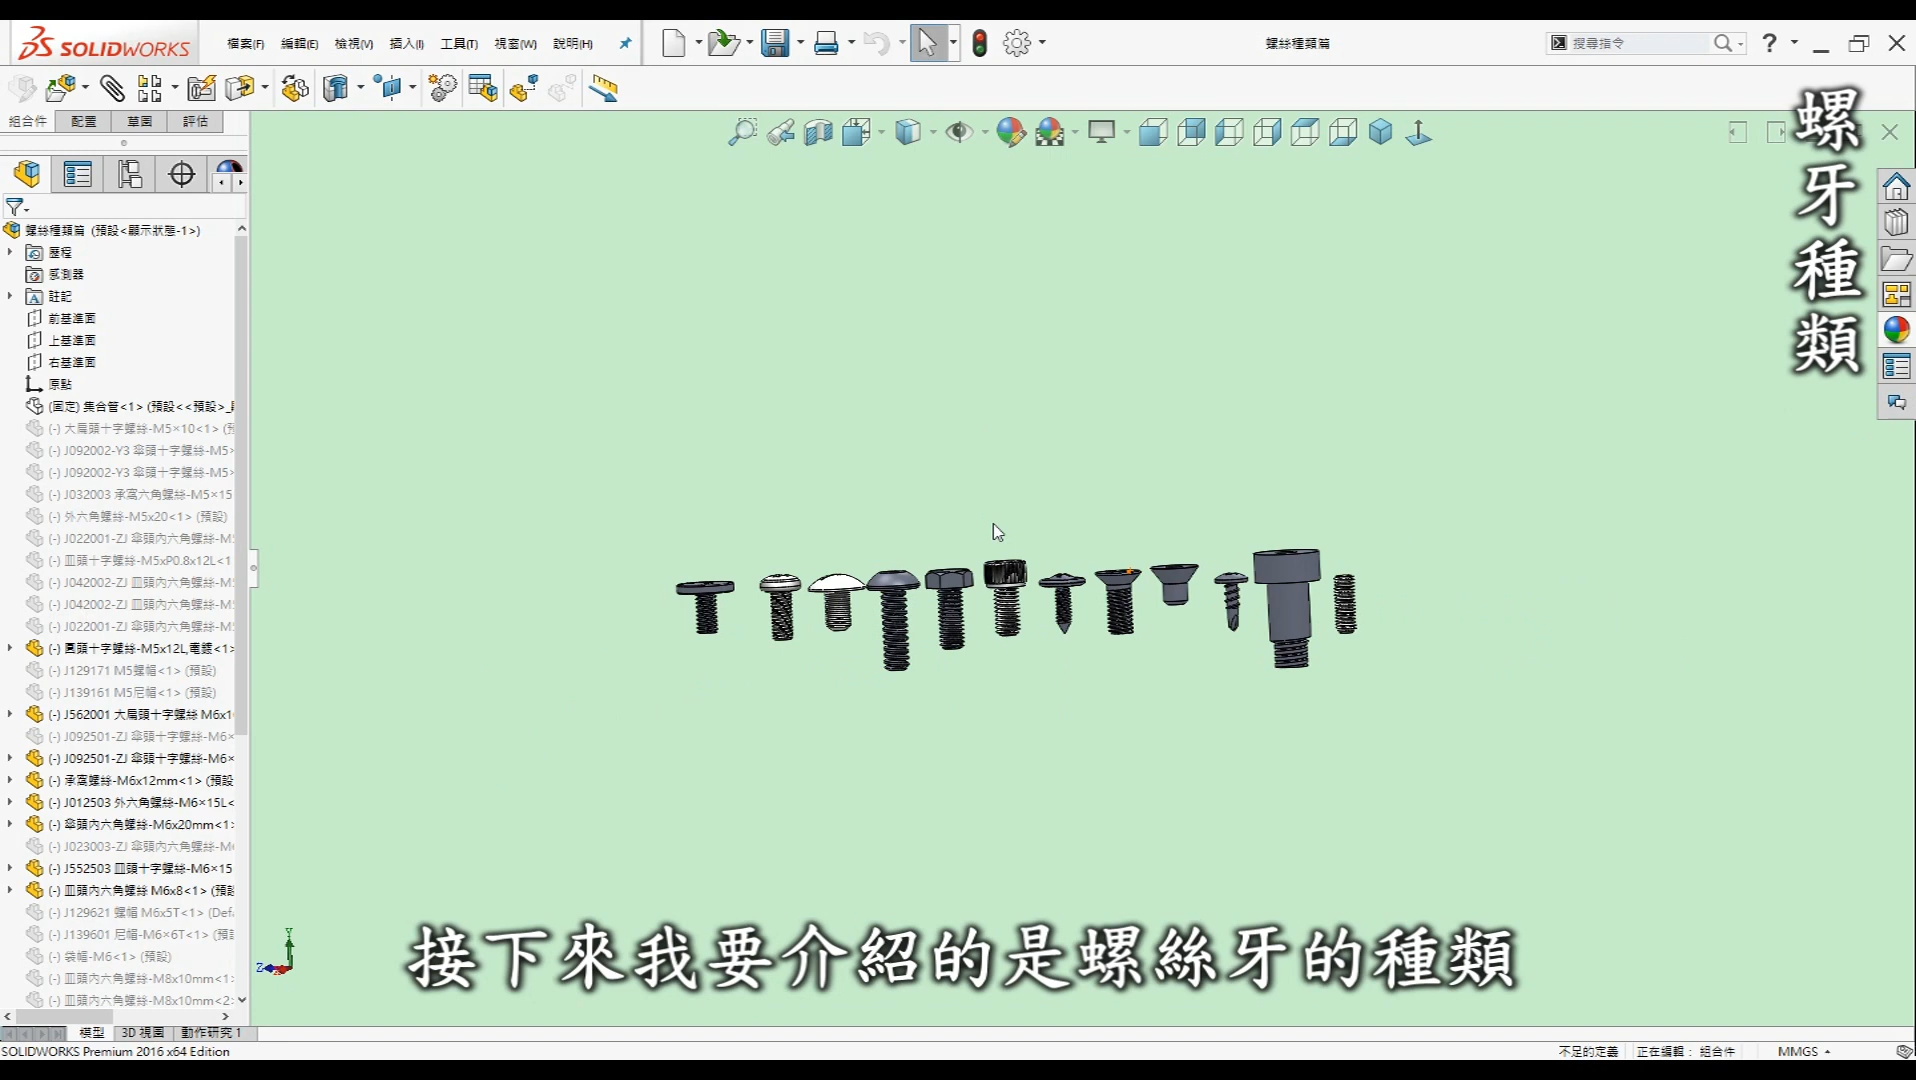 SOLIDWORKS
檔案(F) 編輯(E) 檢視(V) 插入(I) 工具(T) 視窗(W) 說明(H)
螺絲種類篇
搜尋指令
?
組合件 配置 草圖 評估
螺牙種類
螺絲種類篇 (預設<顯示狀態-1>)
歷程
感測器
註記
前基準面
上基準面
右基準面
原點
(固定) 集合管<1> (預設<<預設>_
(-) 大扁頭十字螺絲-M5×10<1> (預
(-) J092002-Y3 傘頭十字螺絲-M5×
(-) J092002-Y3 傘頭十字螺絲-M5×
(-) J032003 承窩六角螺絲-M5×15
(-) 外六角螺絲-M5x20<1> (預設)
(-) J022001-ZJ 傘頭內六角螺絲-M5
(-) 皿頭十字螺絲-M5xP0.8x12L<1
(-) J042002-ZJ 皿頭內六角螺絲-M5
(-) J042002-ZJ 皿頭內六角螺絲-M5
(-) J022001-ZJ 傘頭內六角螺絲-M5
(-) 圓頭十字螺絲-M5x12L,電鍍<1>
(-) J129171 M5螺帽<1> (預設)
(-) J139161 M5尼帽<1> (預設)
(-) J562001 大扁頭十字螺絲 M6x1
(-) J092501-ZJ 傘頭十字螺絲-M6×
(-) J092501-ZJ 傘頭十字螺絲-M6×
(-) 承窩螺絲-M6x12mm<1> (預設
(-) J012503 外六角螺絲-M6×15L<
(-) 傘頭內六角螺絲-M6x20mm<1>
(-) J023003-ZJ 傘頭內六角螺絲-M6
(-) J552503 皿頭十字螺絲-M6×15
(-) 皿頭內六角螺絲 M6x8<1> (預設
(-) J129621 螺帽 M6x5T<1> (Defa
(-) J139601 尼帽-M6×6T<1> (預設
(-) 袋帽-M6<1> (預設)
(-) 皿頭內六角螺絲-M8x10mm<1>
(-) 皿頭內六角螺絲-M8x10mm<2>
Y
Z
接下來我要介紹的是螺絲牙的種類
模型 3D 視圖 動作研究 1
SOLIDWORKS Premium 2016 x64 Edition
不足的定義 正在編輯： 組合件 MMGS